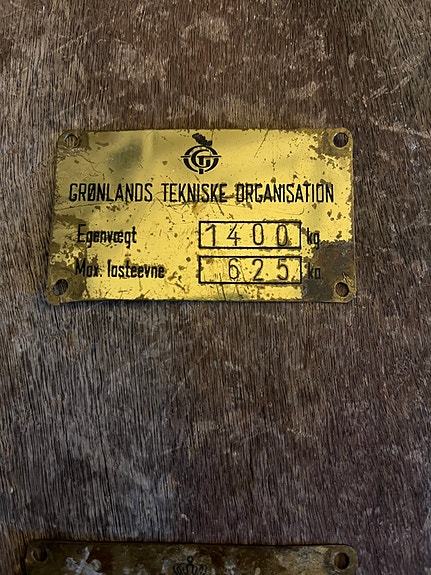 GRØNLANDS TEKNISKE ORGANISATION
Egenvægt 1400 kg
Max. lasteevne 625 kg